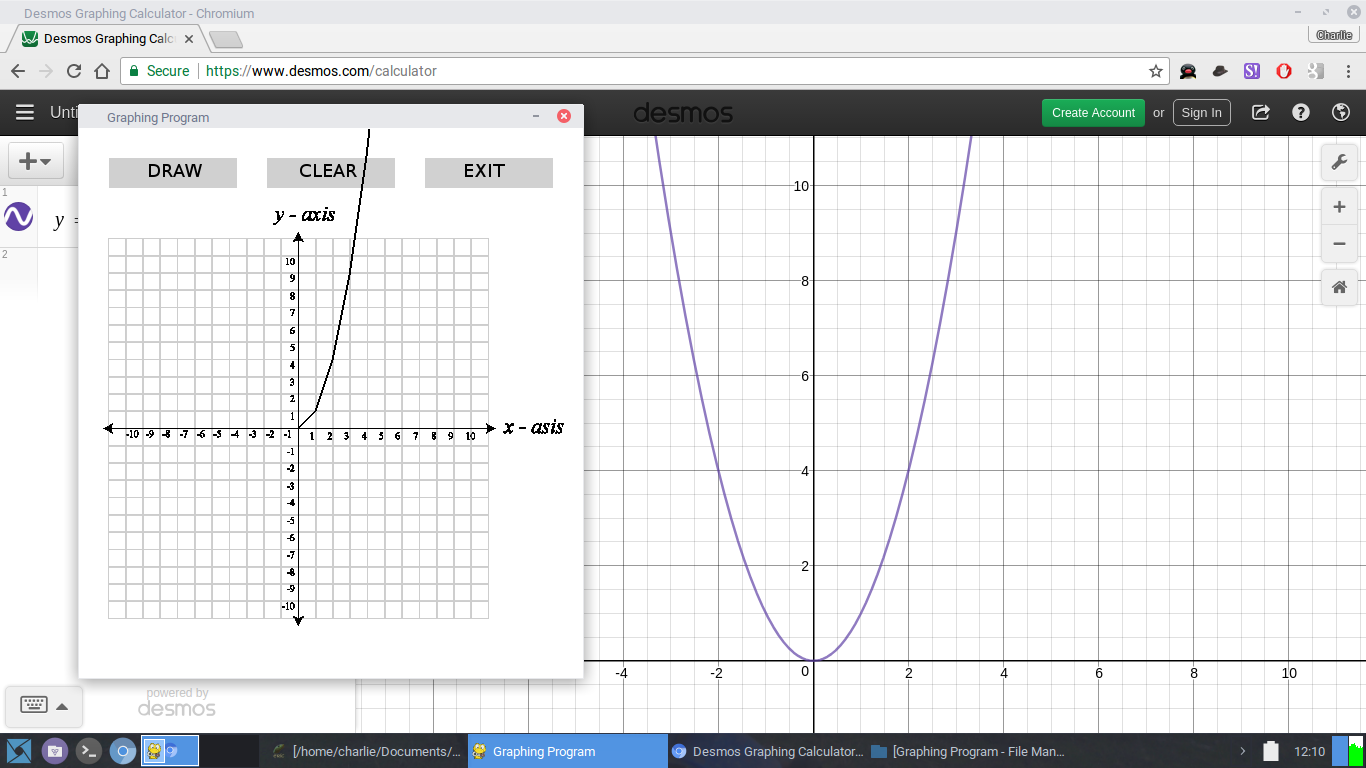 Desmos Graphing Calculator - Chromium
Desmos Graphing Calc
Charlie
Secure https://www.desmos.com/calculator
Unti
desmos
Create Account or Sign In
Graphing Program
DRAW CLEAR EXIT
y - axis
10
9
8
7
6
5
4
3
2
1
-10 -9 -8 -7 -6 -5 -4 -3 -2 -1 1 2 3 4 5 6 7 8 9 10
x - asis
-1
-2
-3
-4
-5
-6
-7
-8
-9
-10
1
y =
2
10
8
6
4
2
-4 -2 0 2 4 6 8 10
powered by
desmos
[/home/charlie/Documents/... Graphing Program Desmos Graphing Calculator... [Graphing Program - File Man... 12:10